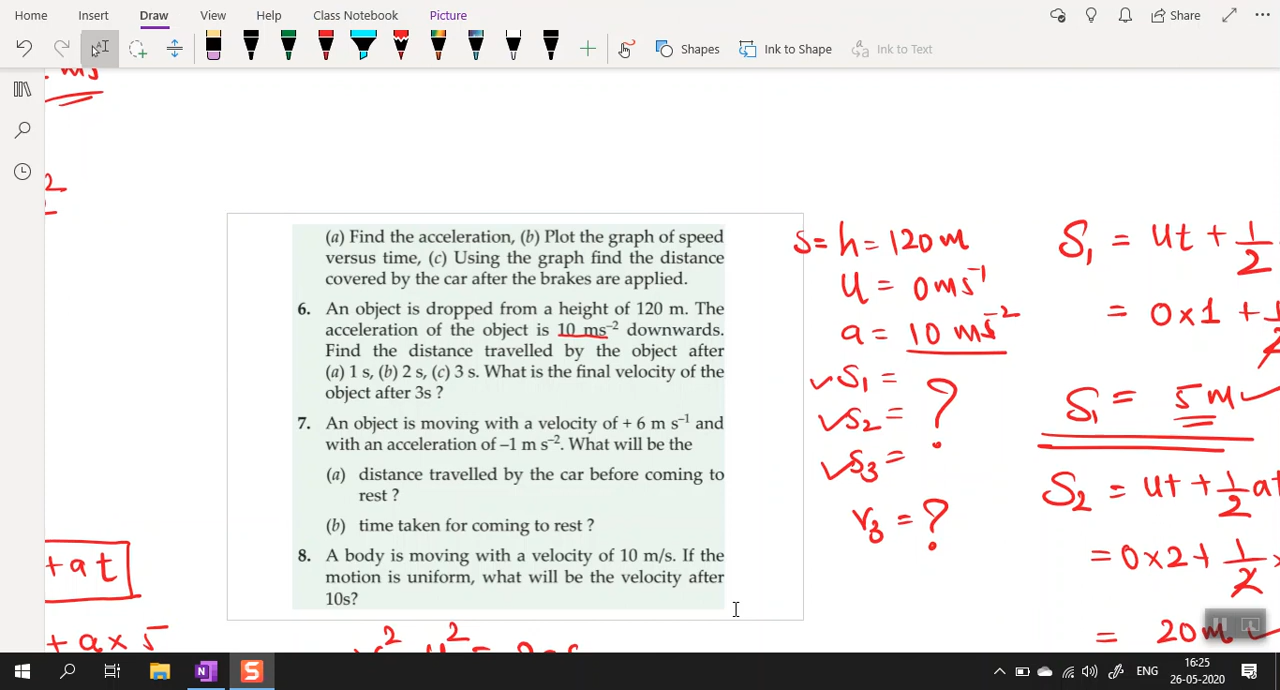 Home Insert Draw View Help Class Notebook Picture Share
Shapes Ink to Shape Ink to Text
2 ms
2
(a) Find the acceleration, (b) Plot the graph of speed
versus time, (c) Using the graph find the distance
covered by the car after the brakes are applied.
6. An object is dropped from a height of 120 m. The
acceleration of the object is 10 ms⁻² downwards.
Find the distance travelled by the object after
(a) 1 s, (b) 2 s, (c) 3 s. What is the final velocity of the
object after 3s ?
7. An object is moving with a velocity of + 6 m s⁻¹ and
with an acceleration of –1 m s⁻². What will be the
(a) distance travelled by the car before coming to
rest ?
(b) time taken for coming to rest ?
8. A body is moving with a velocity of 10 m/s. If the
motion is uniform, what will be the velocity after
10s?
S = h = 120m
u = 0ms⁻¹
a = 10 ms⁻²
✓S₁ =
✓S₂ = ?
✓S₃ =
v₃ = ?
S₁ = ut + 1/2
= 0×1 +
S₁ = 5m ✓
S₂ = ut + 1/2 at
= 0×2 + 1/2 ×
= 20m
+ a t
+ a × 5
ENG
16:25
26-05-2020